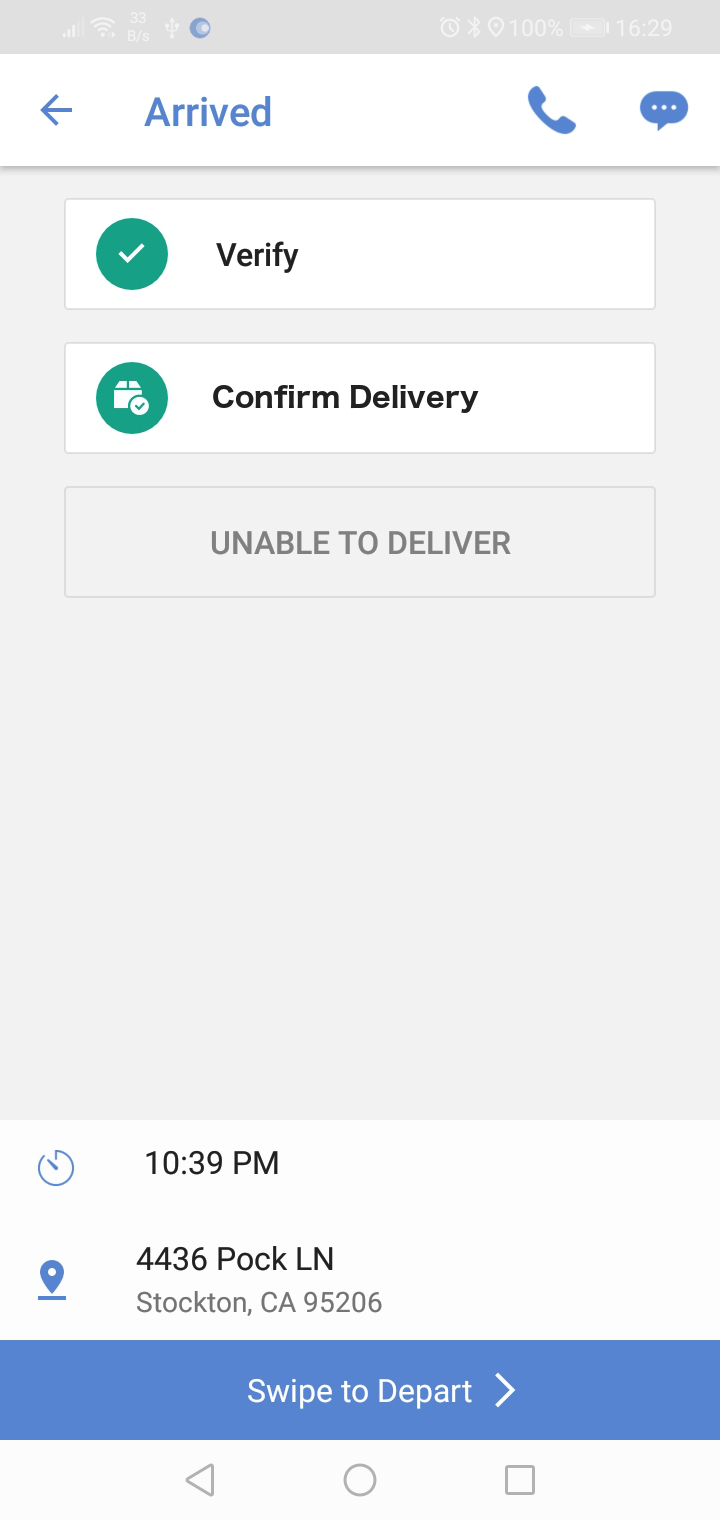 33
B/s
100%
16:29
Arrived
Verify
Confirm Delivery
UNABLE TO DELIVER
10:39 PM
4436 Pock LN
Stockton, CA 95206
Swipe to Depart